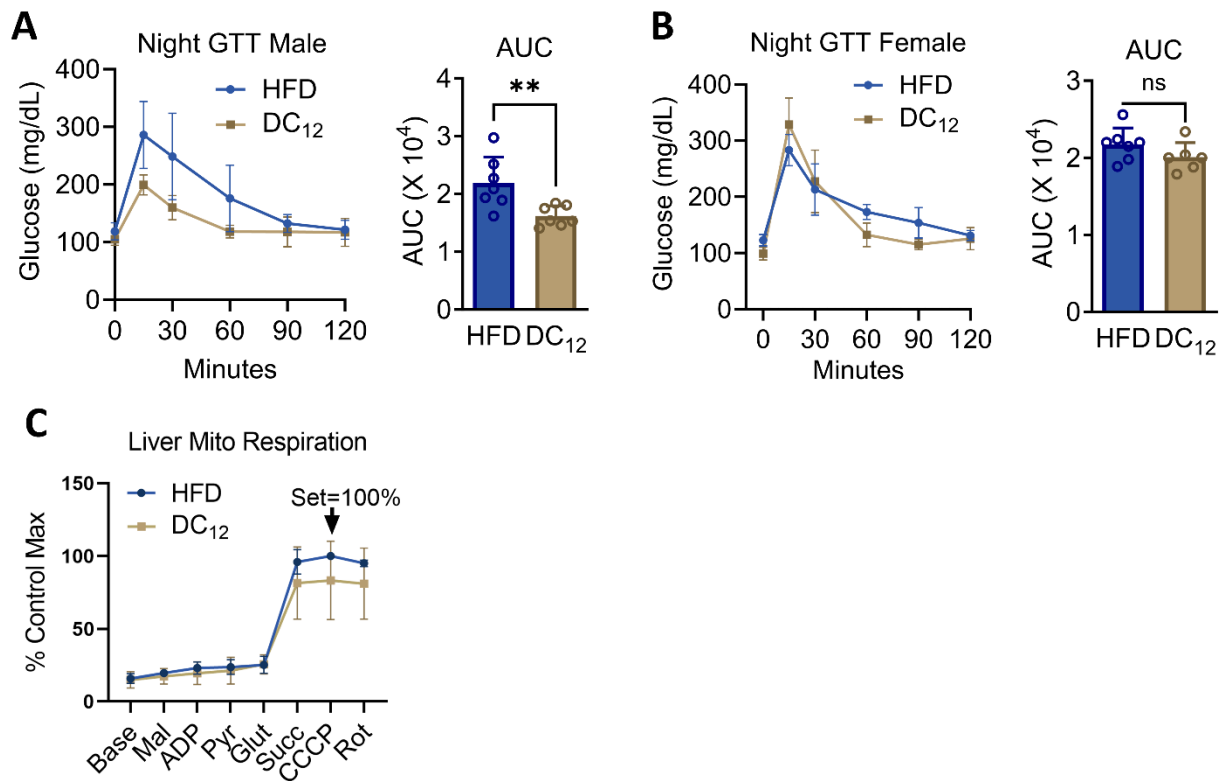 A
Night GTT Male
HFD
DC₁₂
Glucose (mg/dL)
400
300
200
100
0
0 30 60 90 120
Minutes
AUC
**
AUC (X 10⁴)
4
3
2
1
0
HFD DC₁₂
B
Night GTT Female
HFD
DC₁₂
Glucose (mg/dL)
400
300
200
100
0 30 60 90 120
Minutes
AUC
ns
AUC (X 10⁴)
3
2
1
0
HFD DC₁₂
C
Liver Mito Respiration
HFD
DC₁₂
Set=100%
% Control Max
150
100
50
0
Base Mal ADP Pyr Glut Succ CCCP Rot